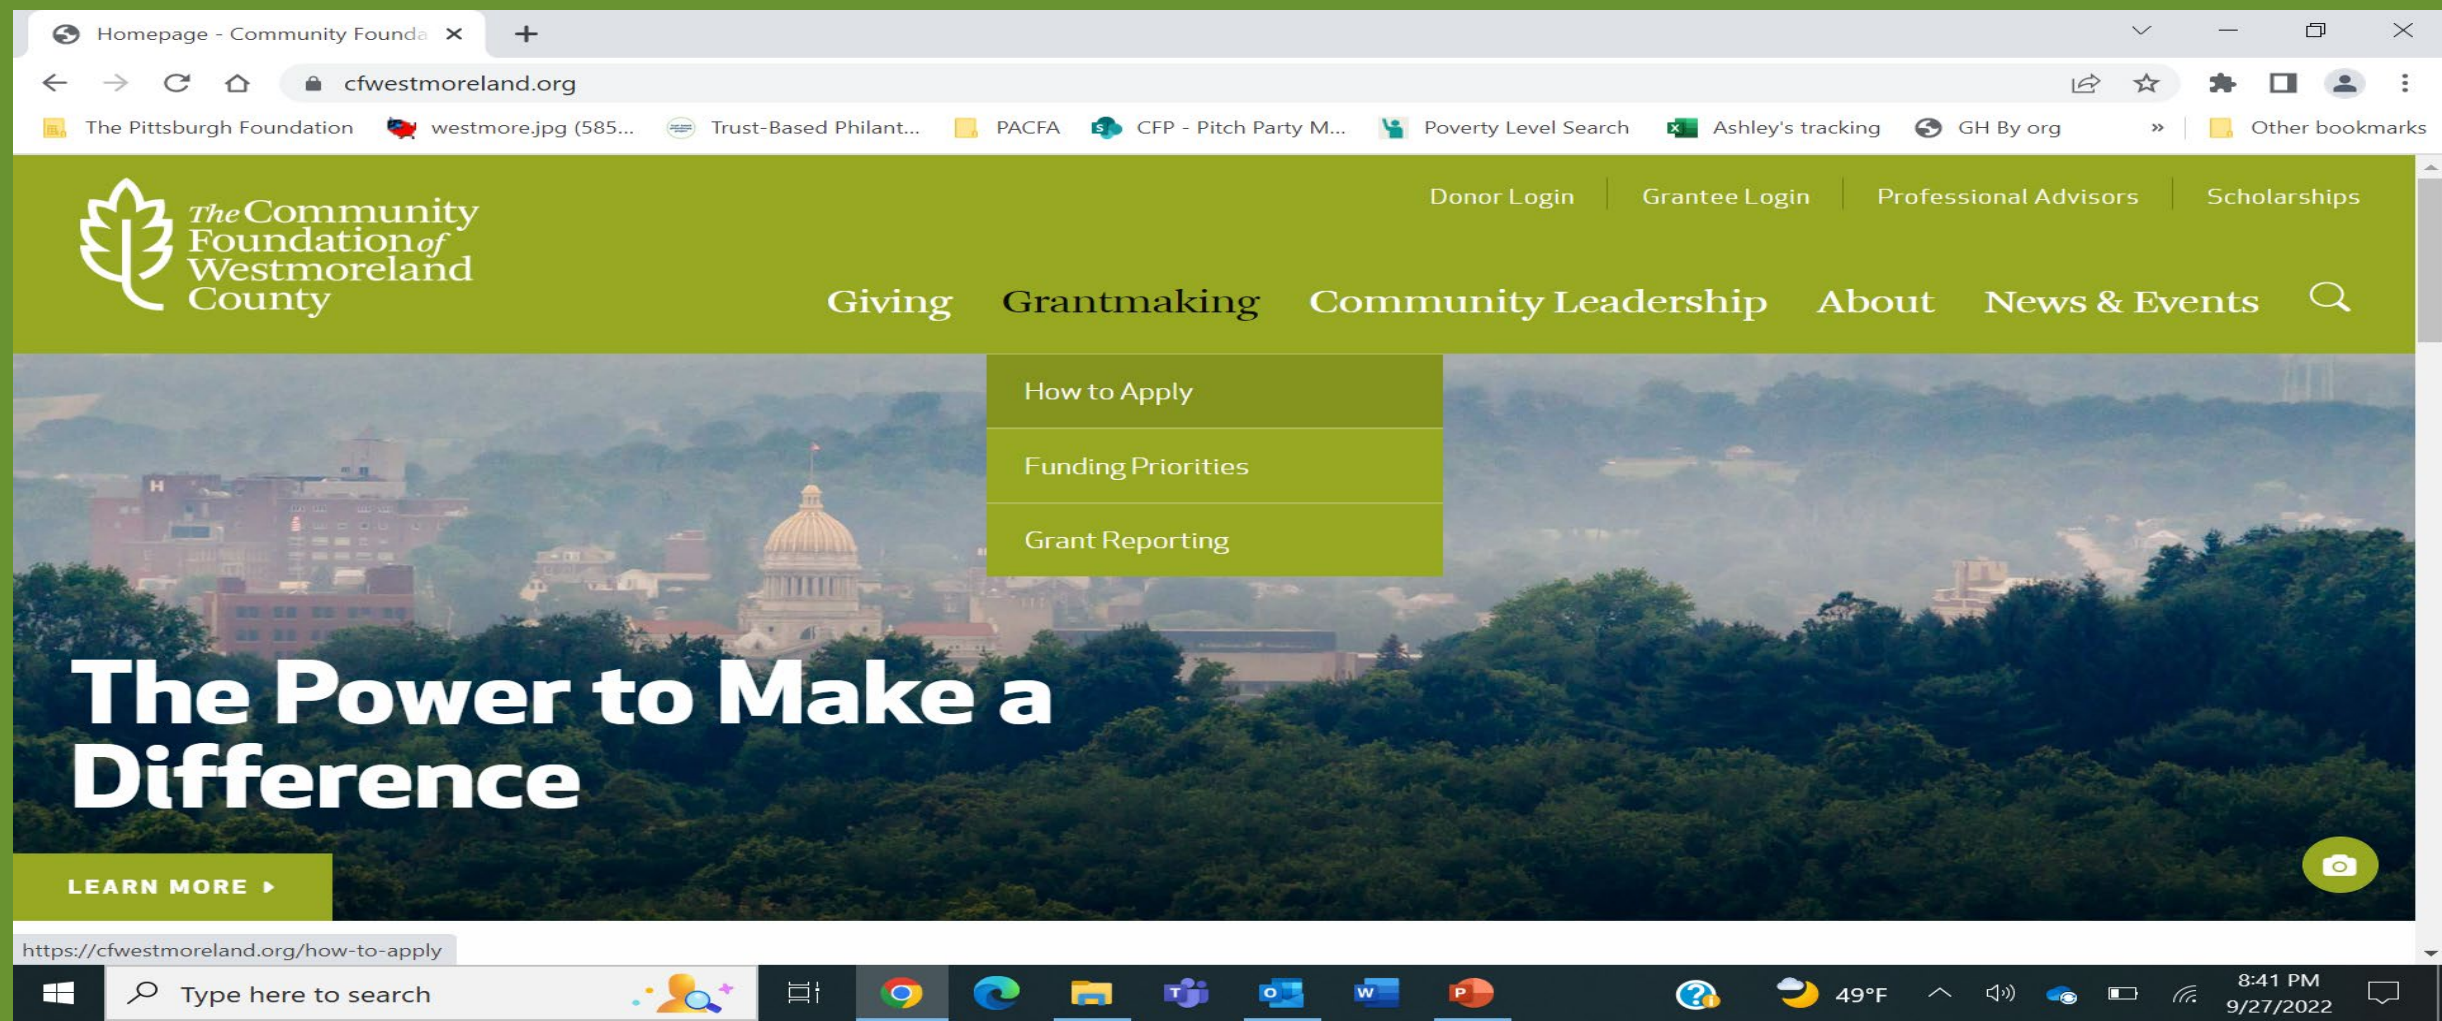 Homepage - Community Founda
cfwestmoreland.org
The Pittsburgh Foundation westmore.jpg (585... Trust-Based Philant... PACFA CFP - Pitch Party M... Poverty Level Search Ashley's tracking GH By org » Other bookmarks
Donor Login Grantee Login Professional Advisors Scholarships
The Community
Foundation of
Westmoreland
County
Giving Grantmaking Community Leadership About News & Events
How to Apply
Funding Priorities
Grant Reporting
H
The Power to Make a
Difference
LEARN MORE
https://cfwestmoreland.org/how-to-apply
Type here to search
49°F
8:41 PM
9/27/2022